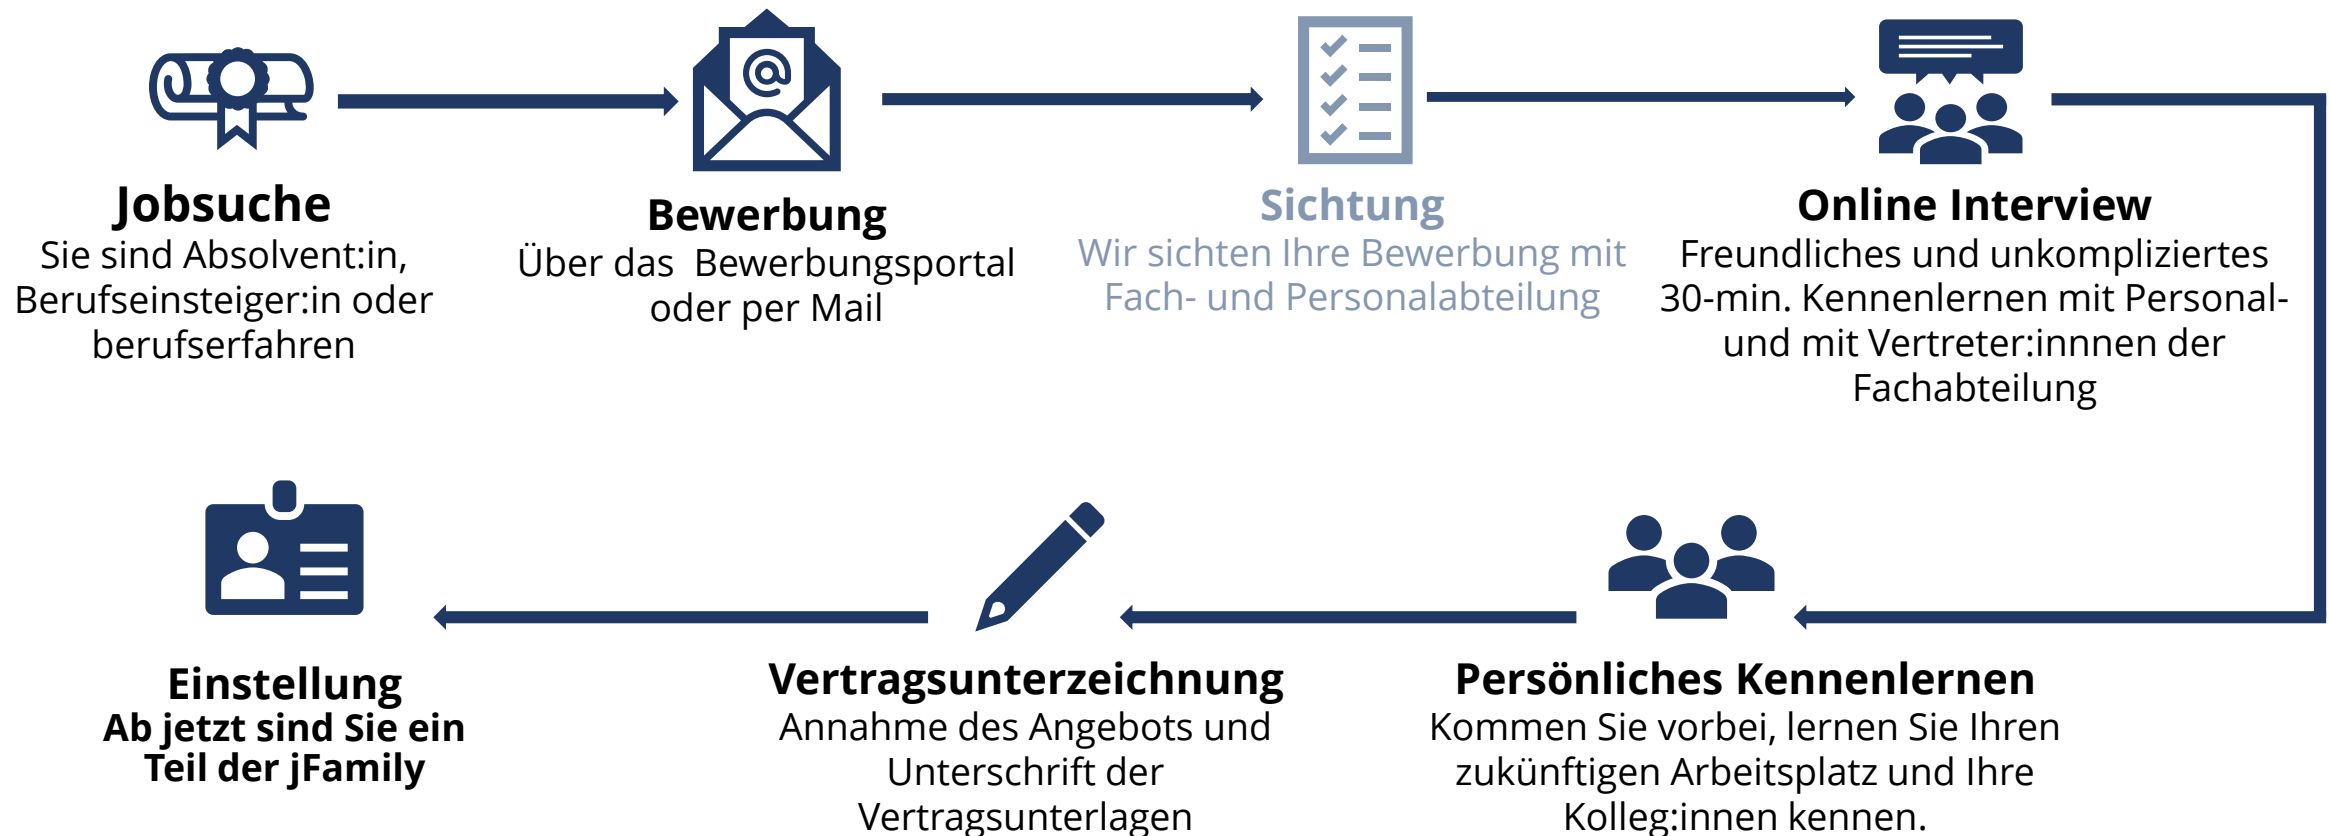 Jobsuche
Sie sind Absolvent:in,
Berufseinsteiger:in oder
berufserfahren
Bewerbung
Über das  Bewerbungsportal
oder per Mail
Sichtung
Wir sichten Ihre Bewerbung mit
Fach- und Personalabteilung
Online Interview
Freundliches und unkompliziertes
30-min. Kennenlernen mit Personal-
und mit Vertreter:innnen der
Fachabteilung
Persönliches Kennenlernen
Kommen Sie vorbei, lernen Sie Ihren
zukünftigen Arbeitsplatz und Ihre
Kolleg:innen kennen.
Vertragsunterzeichnung
Annahme des Angebots und
Unterschrift der
Vertragsunterlagen
Einstellung
Ab jetzt sind Sie ein
Teil der jFamily